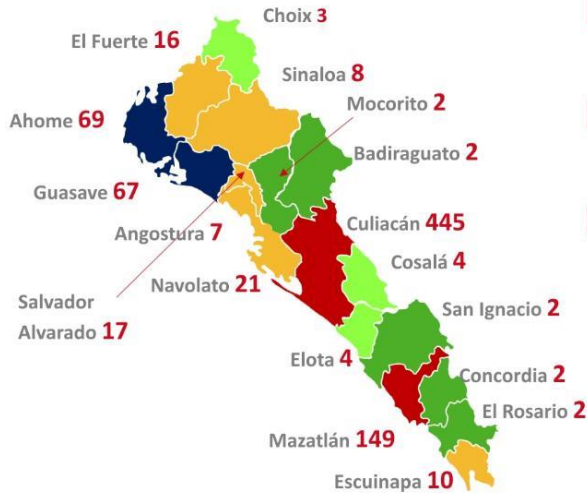 Choix 3
El Fuerte 16
Sinaloa 8
Mocorito 2
Ahome 69
Badiraguato 2
Guasave 67
Culiacán 445
Angostura 7
Cosalá 4
Navolato 21
Salvador
Alvarado 17
San Ignacio 2
Elota 4
Concordia 2
El Rosario 2
Mazatlán 149
Escuinapa 10